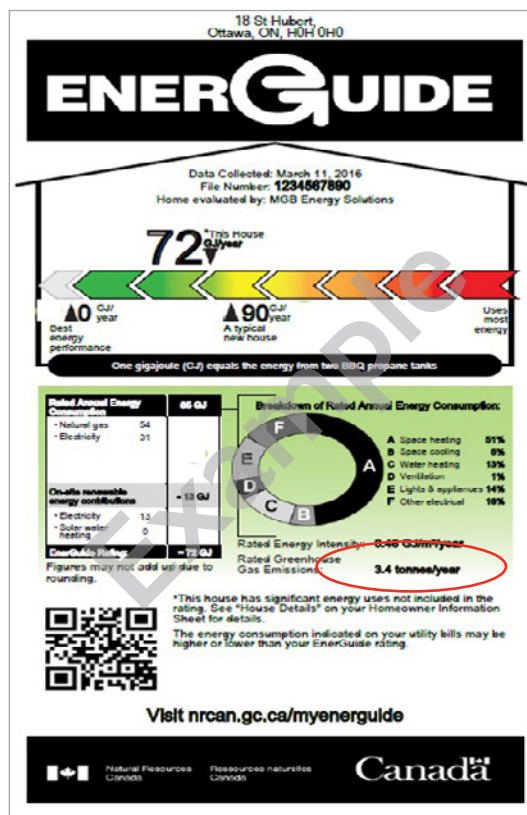 18 St-Hubert,
Ottawa, ON, H0H 0H0
ENERGUIDE
Data Collected: March 11, 2016
File Number: 1234567890
Home evaluated by: MGB Energy Solutions
72 *This House
GJ/year
0 GJ/
year
Best
energy
performance
90 GJ/
year
A typical
new house
Uses
most
energy
One gigajoule (GJ) equals the energy from two BBQ propane tanks
Rated Annual Energy
Consumption
85 GJ
• Natural gas 54
• Electricity 31
On-site renewable
energy contributions
- 13 GJ
• Electricity 13
• Solar water
heating 0
EnerGuide Rating: = 72 GJ
Figures may not add up due to
rounding.
Breakdown of Rated Annual Energy Consumption:
F
E
D
C
B
A
A Space heating 51%
B Space cooling 5%
C Water heating 13%
D Ventilation 1%
E Lights & appliances 14%
F Other electrical 16%
Rated Energy Intensity: GJ/m²/year
Rated Greenhouse
Gas Emissions: 3.4 tonnes/year
*This house has significant energy uses not included in the
rating. See "House Details" on your Homeowner Information
Sheet for details.
The energy consumption indicated on your utility bills may be
higher or lower than your EnerGuide rating.
Visit nrcan.gc.ca/myenerguide
Natural Resources
Canada
Ressources naturelles
Canada
Canada
Example